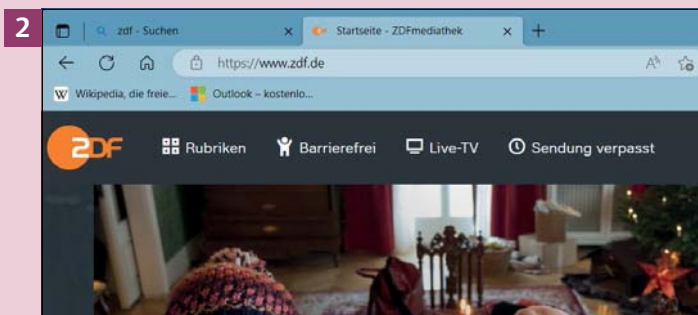 2
zdf - Suchen Startseite - ZDFmediathek
https://www.zdf.de
W Wikipedia, die freie... Outlook – kostenlo...
ZDF Rubriken Barrierefrei Live-TV Sendung verpasst